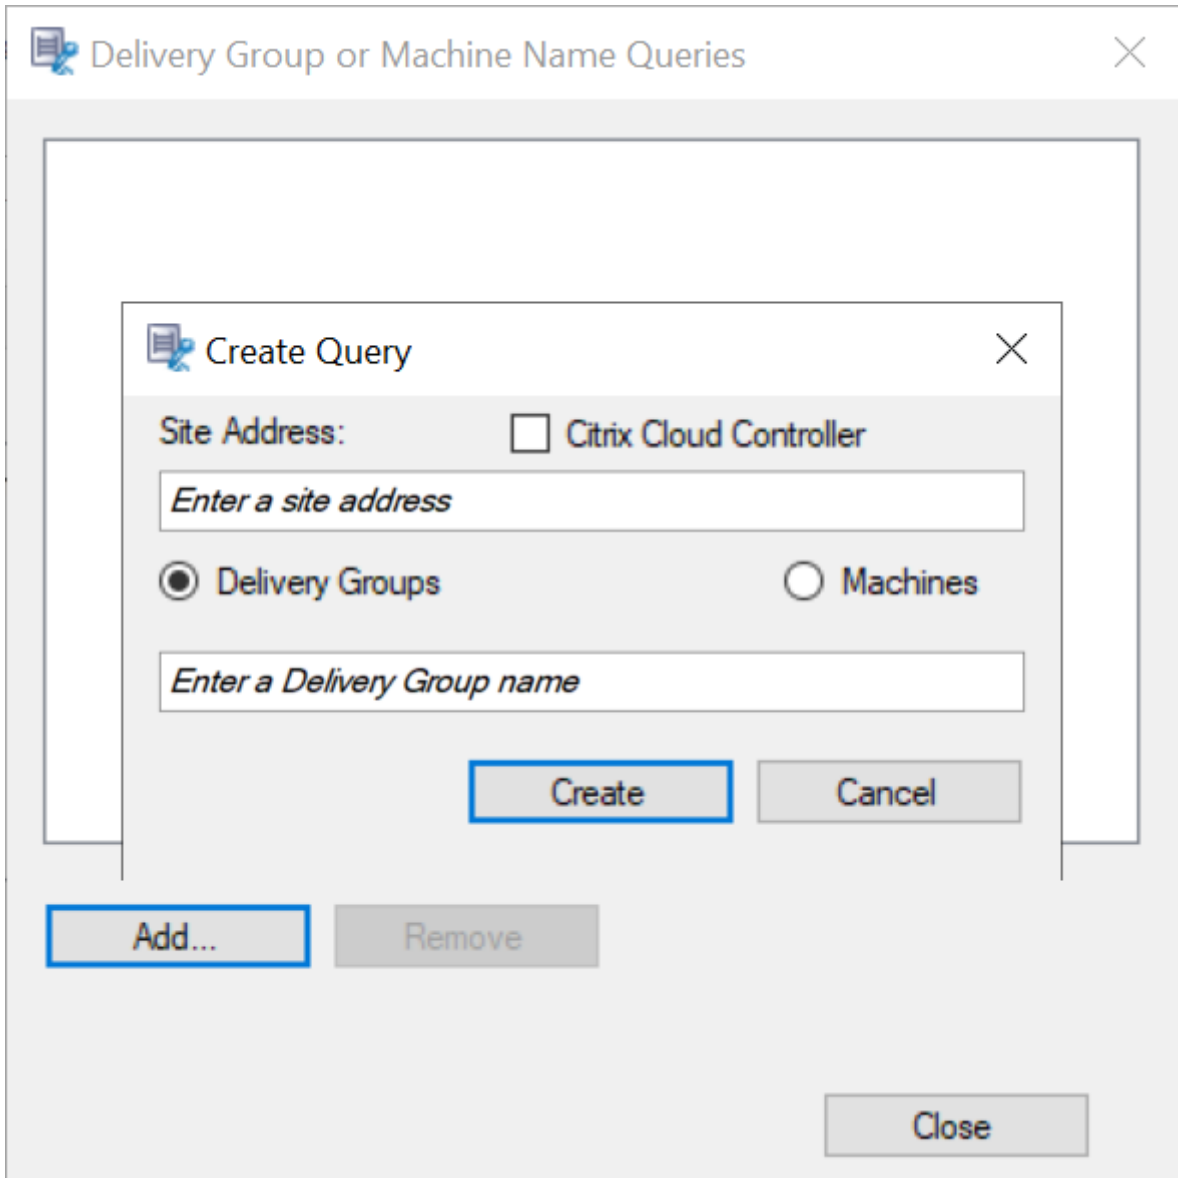 Delivery Group or Machine Name Queries
Create Query
Site Address: Citrix Cloud Controller
Enter a site address
Delivery Groups Machines
Enter a Delivery Group name
Create Cancel
Add... Remove
Close